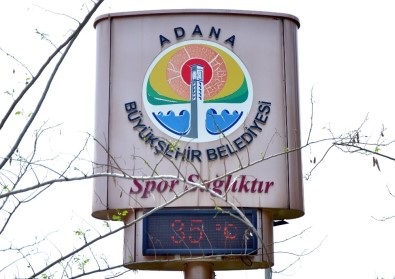 ADANA
BÜYÜKŞEHİR BELEDİYESİ
Spor Sağlıktır
35 °C